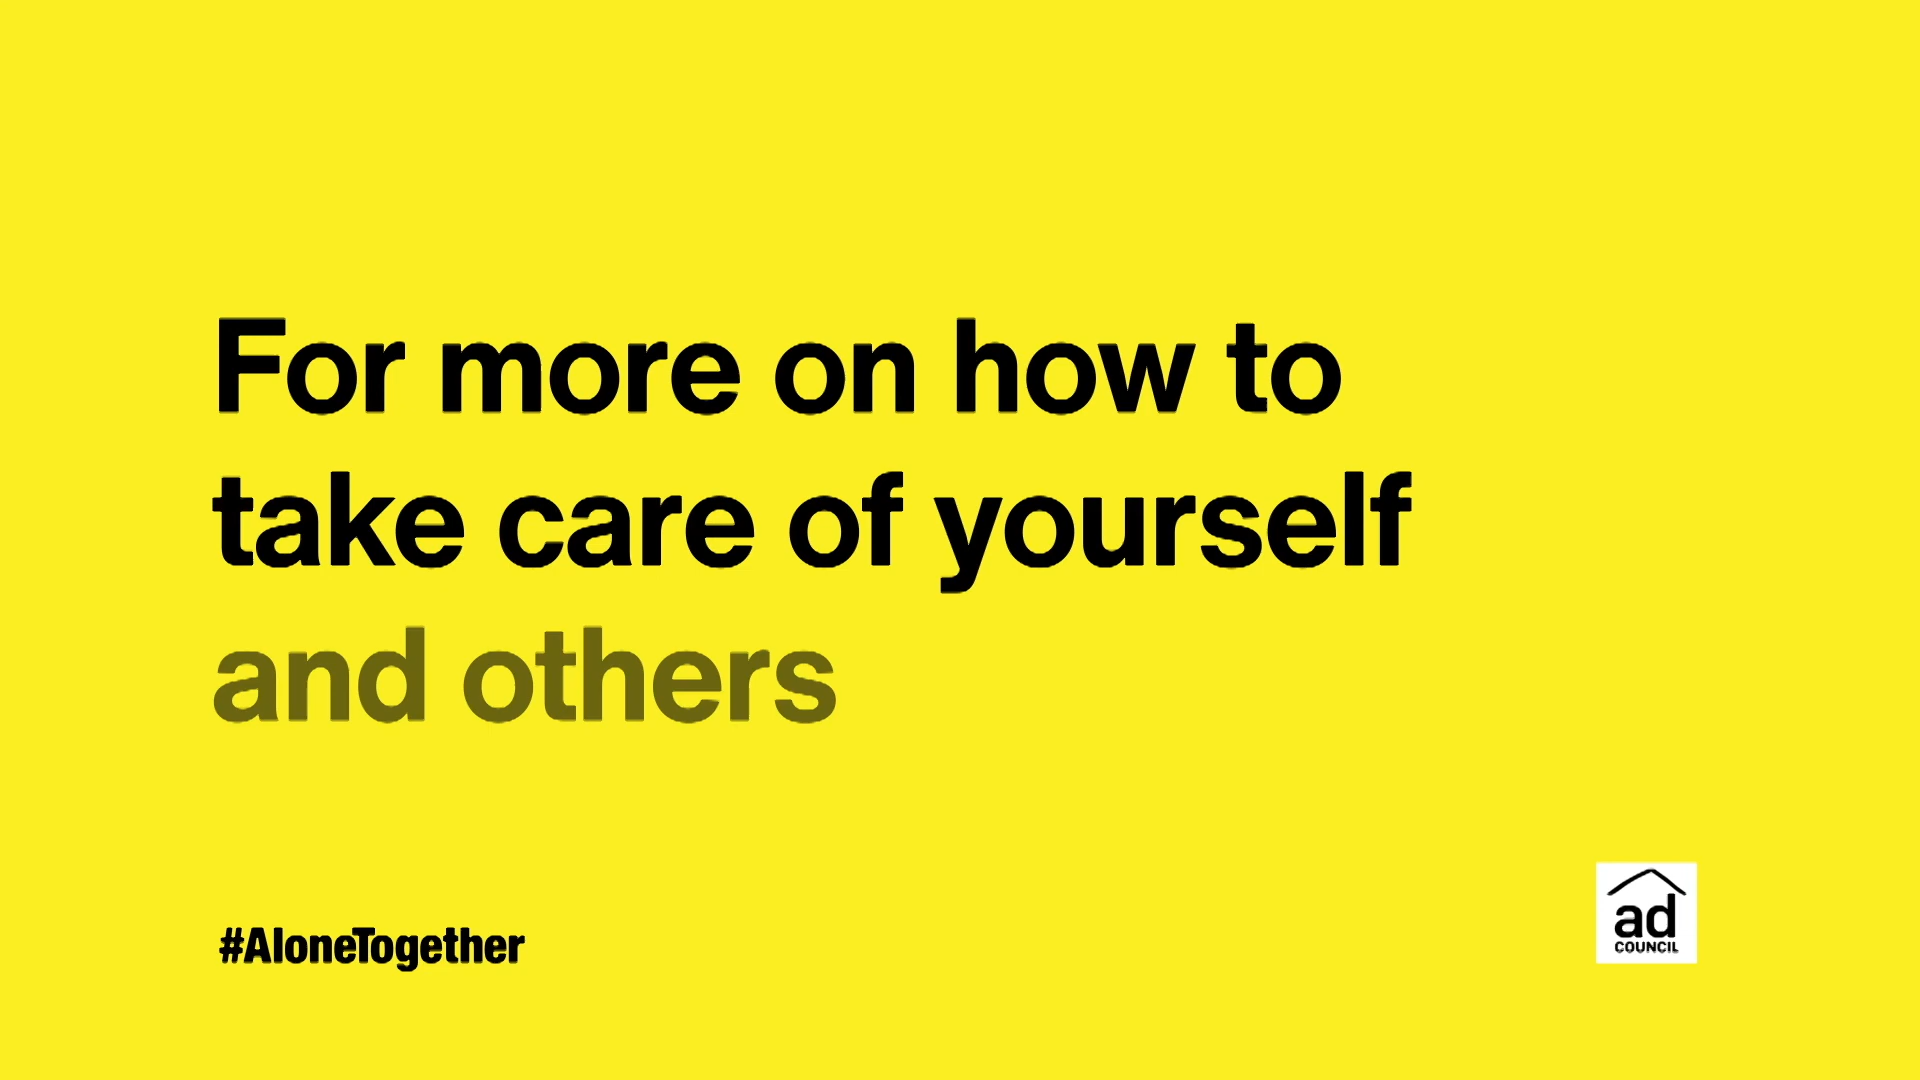 For more on how to
take care of yourself
and others
#AloneTogether
ad
COUNCIL